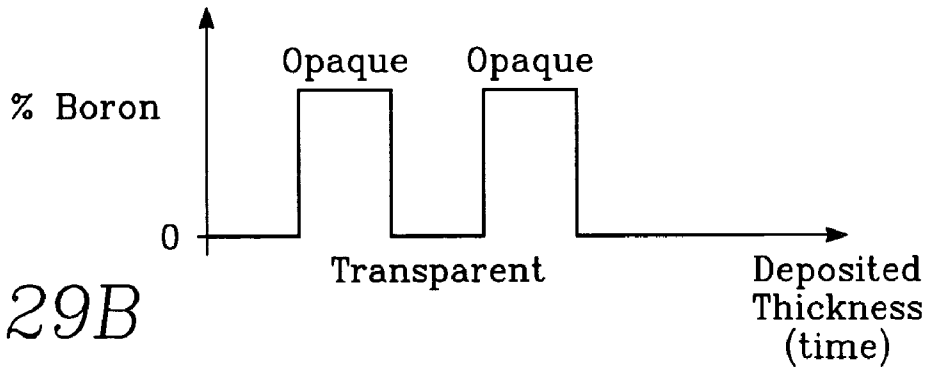 Opaque Opaque
% Boron
0
Transparent
Deposited
Thickness
(time)
29B